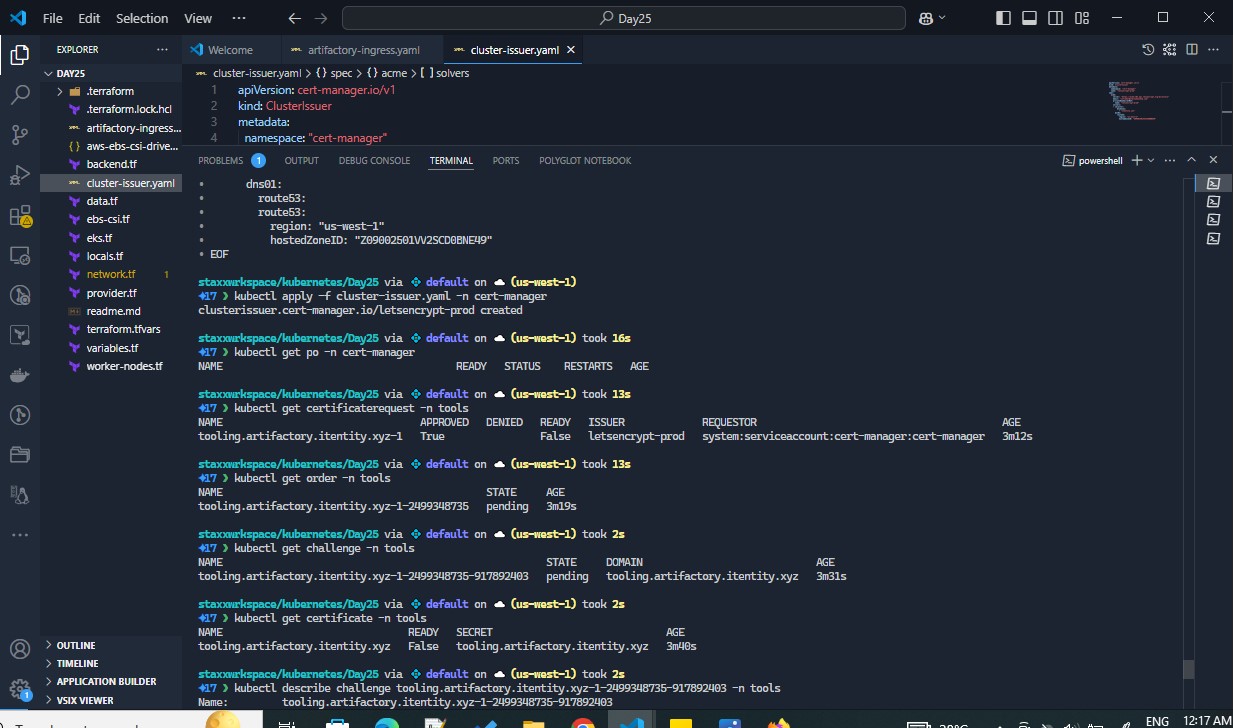 File Edit Selection View ··· Day25
EXPLORER ···
DAY25
.terraform
.terraform.lock.hcl
artifactory-ingress...
aws-ebs-csi-drive...
backend.tf
cluster-issuer.yaml
data.tf
ebs-csi.tf
eks.tf
locals.tf
network.tf 1
provider.tf
readme.md
terraform.tfvars
variables.tf
worker-nodes.tf
OUTLINE
TIMELINE
APPLICATION BUILDER
VSIX VIEWER
Welcome artifactory-ingress.yaml cluster-issuer.yaml
cluster-issuer.yaml > {} spec > {} acme > [ ] solvers
1 apiVersion: cert-manager.io/v1
2 kind: ClusterIssuer
3 metadata:
4 namespace: "cert-manager"
PROBLEMS 1 OUTPUT DEBUG CONSOLE TERMINAL PORTS POLYGLOT NOTEBOOK powershell
dns01:
route53:
route53:
region: "us-west-1"
hostedZoneID: "Z09002501VV2SCD0BNE49"
EOF
staxxwrkspace/kubernetes/Day25 via default on (us-west-1)
17 ❯ kubectl apply -f cluster-issuer.yaml -n cert-manager
clusterissuer.cert-manager.io/letsencrypt-prod created
staxxwrkspace/kubernetes/Day25 via default on (us-west-1) took 16s
17 ❯ kubectl get po -n cert-manager
NAME READY STATUS RESTARTS AGE
staxxwrkspace/kubernetes/Day25 via default on (us-west-1) took 13s
17 ❯ kubectl get certificaterequest -n tools
NAME APPROVED DENIED READY ISSUER REQUESTOR AGE
tooling.artifactory.itentity.xyz-1 True False letsencrypt-prod system:serviceaccount:cert-manager:cert-manager 3m12s
staxxwrkspace/kubernetes/Day25 via default on (us-west-1) took 13s
17 ❯ kubectl get order -n tools
NAME STATE AGE
tooling.artifactory.itentity.xyz-1-2499348735 pending 3m19s
staxxwrkspace/kubernetes/Day25 via default on (us-west-1) took 2s
17 ❯ kubectl get challenge -n tools
NAME STATE DOMAIN AGE
tooling.artifactory.itentity.xyz-1-2499348735-917892403 pending tooling.artifactory.itentity.xyz 3m31s
staxxwrkspace/kubernetes/Day25 via default on (us-west-1) took 2s
17 ❯ kubectl get certificate -n tools
NAME READY SECRET AGE
tooling.artifactory.itentity.xyz False tooling.artifactory.itentity.xyz 3m40s
staxxwrkspace/kubernetes/Day25 via default on (us-west-1) took 2s
17 ❯ kubectl describe challenge tooling.artifactory.itentity.xyz-1-2499348735-917892403 -n tools
Name: tooling.artifactory.itentity.xyz-1-2499348735-917892403
1
ENG 12:17 AM